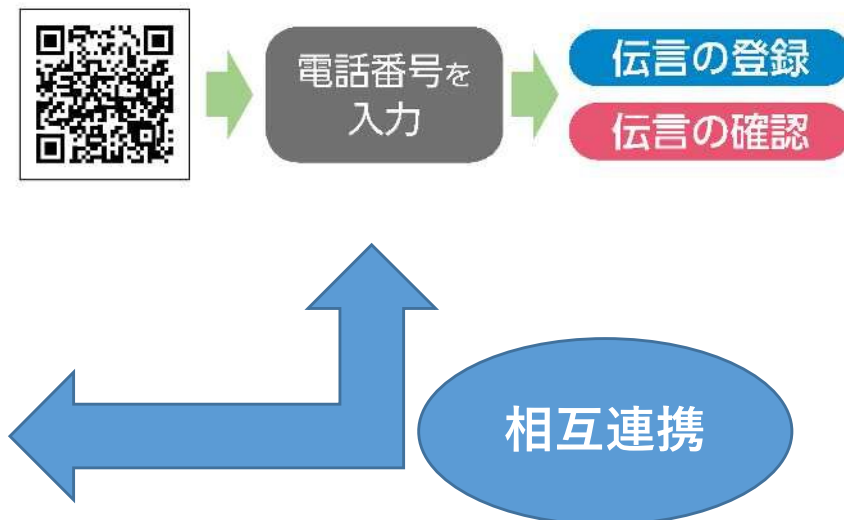 電話番号を
入力
伝言の登録
伝言の確認
相互連携